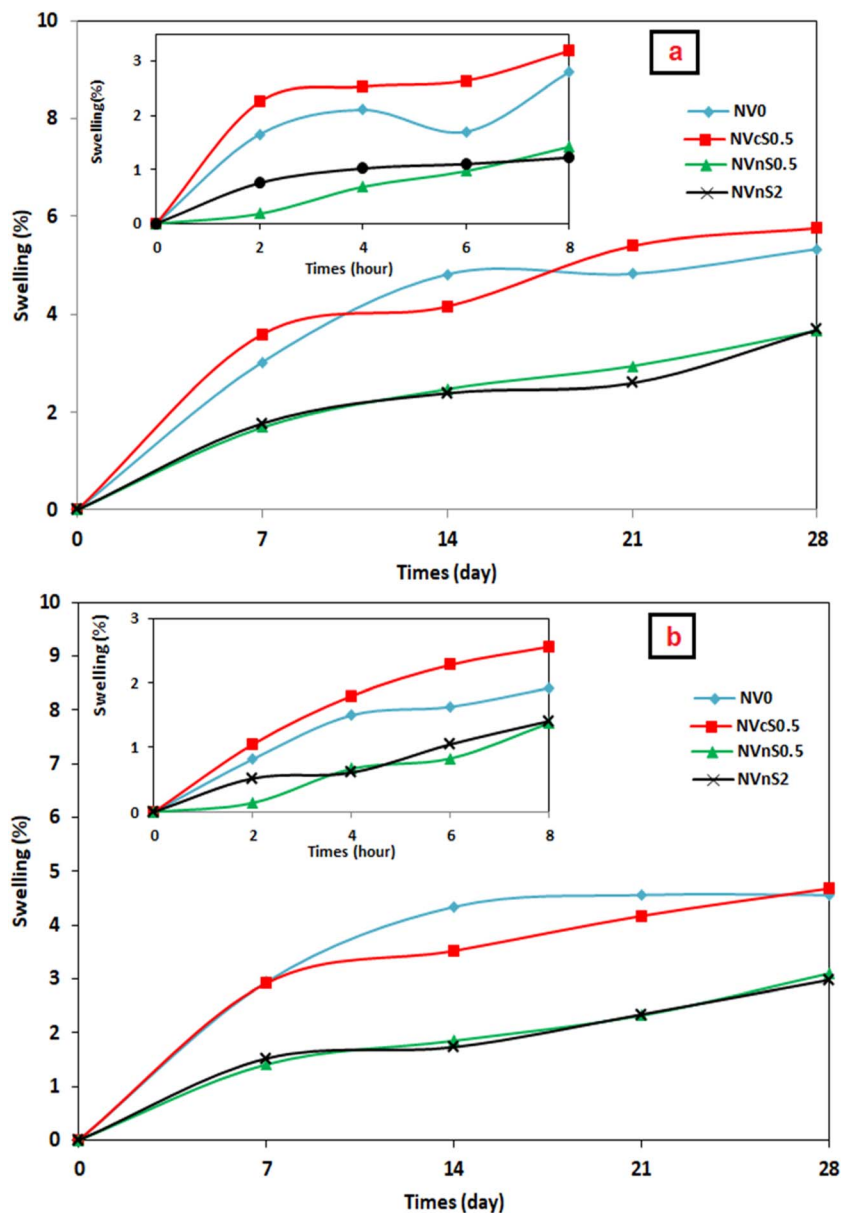 10
8
6
4
2
0
Swelling (%)
3
2
1
0
Swelling(%)
0 2 4 6 8
Times (hour)
a
NV0
NVcS0.5
NVnS0.5
NVnS2
0 7 14 21 28
Times (day)
10
9
8
7
6
5
4
3
2
1
0
Swelling (%)
3
2
1
0
Swelling (%)
0 2 4 6 8
Times (hour)
b
NV0
NVcS0.5
NVnS0.5
NVnS2
0 7 14 21 28
Times (day)